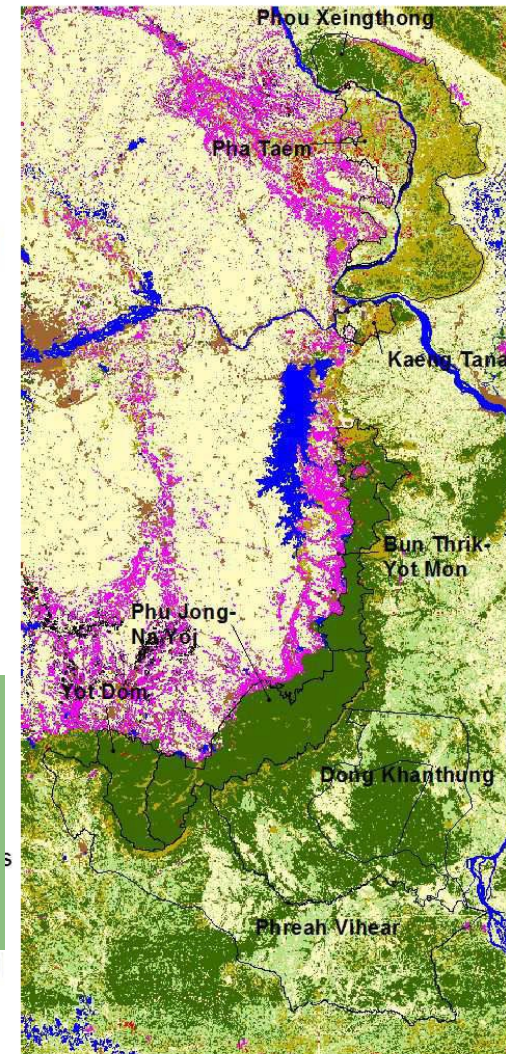 Phou Xeingthong
Pha Taem
Kaeng Tana
Bun Thrik-
Yot Mon
Phu Jong-
Na Yoi
Yot Dom
Dong Khanthung
s
Phreah Vihear